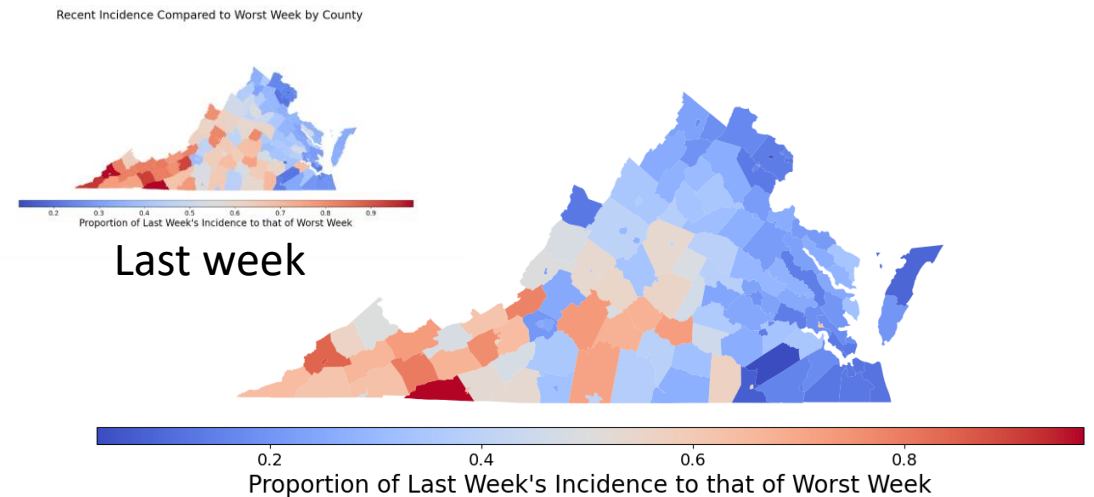 Recent Incidence Compared to Worst Week by County
0.2 0.3 0.4 0.5 0.6 0.7 0.8 0.9
Proportion of Last Week's Incidence to that of Worst Week
Last week
0.2 0.4 0.6 0.8
Proportion of Last Week's Incidence to that of Worst Week